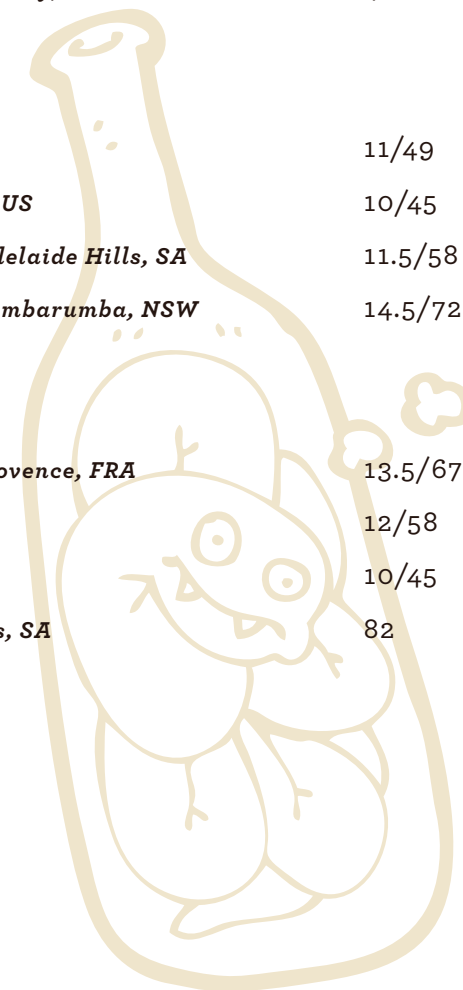 11/49
US 10/45
delaide Hills, SA 11.5/58
mbarumba, NSW 14.5/72
ovence, FRA 13.5/67
12/58
10/45
s, SA 82